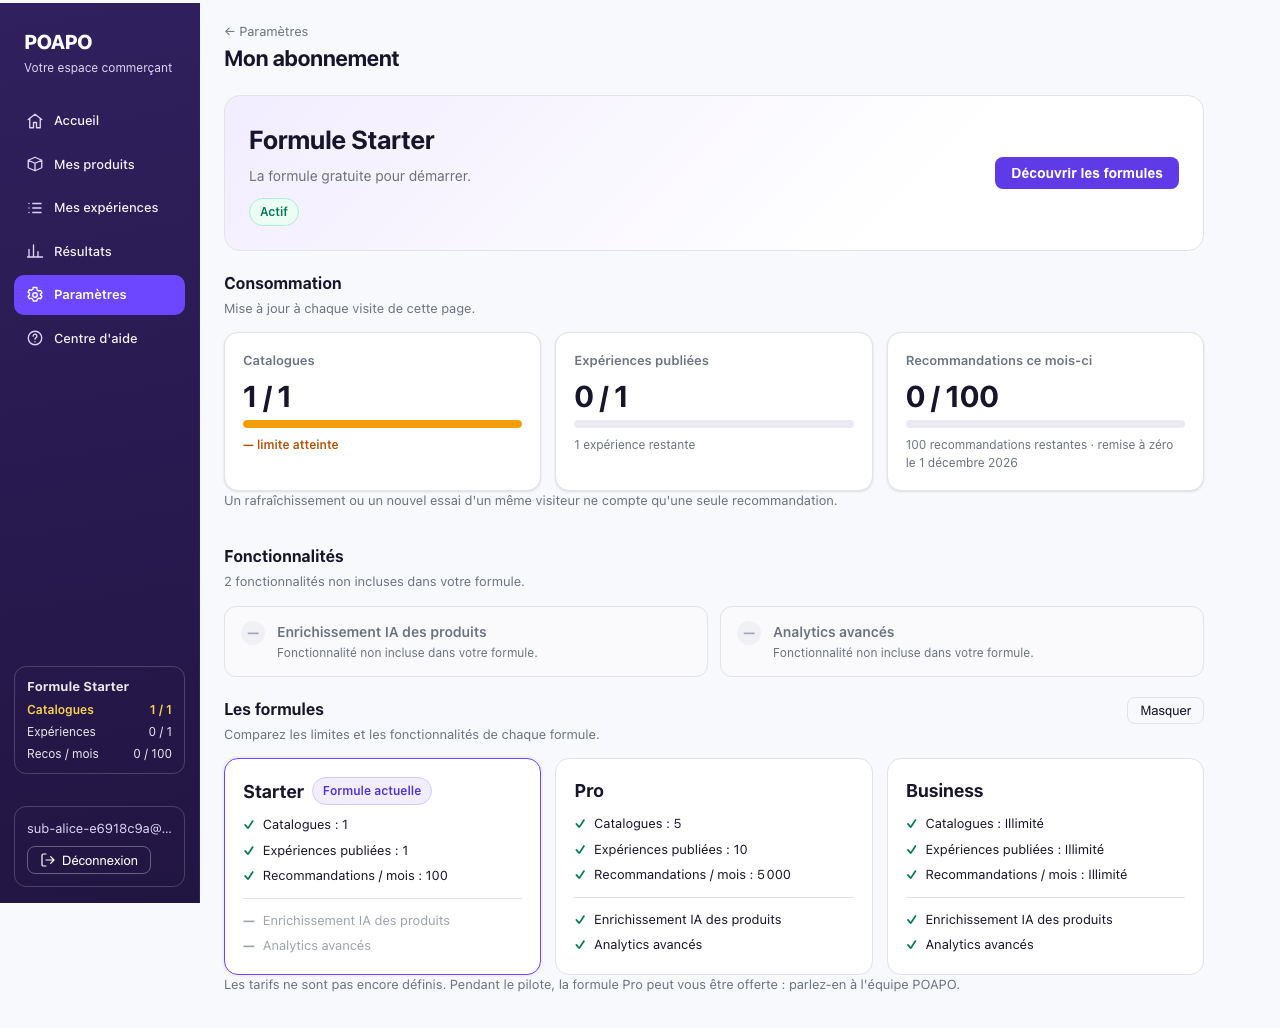 POAPO
Votre espace commerçant
Accueil
Mes produits
Mes expériences
Résultats
Paramètres
Centre d'aide
Formule Starter
Catalogues 1 / 1
Expériences 0 / 1
Recos / mois 0 / 100
sub-alice-e6918c9a@...
Déconnexion
← Paramètres
Mon abonnement
Formule Starter
La formule gratuite pour démarrer.
Actif
Découvrir les formules
Consommation
Mise à jour à chaque visite de cette page.
Catalogues
1 / 1
— limite atteinte
Expériences publiées
0 / 1
1 expérience restante
Recommandations ce mois-ci
0 / 100
100 recommandations restantes · remise à zéro
le 1 décembre 2026
Un rafraîchissement ou un nouvel essai d'un même visiteur ne compte qu'une seule recommandation.
Fonctionnalités
2 fonctionnalités non incluses dans votre formule.
— Enrichissement IA des produits
Fonctionnalité non incluse dans votre formule.
— Analytics avancés
Fonctionnalité non incluse dans votre formule.
Les formules
Masquer
Comparez les limites et les fonctionnalités de chaque formule.
Starter Formule actuelle
✓ Catalogues : 1
✓ Expériences publiées : 1
✓ Recommandations / mois : 100
— Enrichissement IA des produits
— Analytics avancés
Pro
✓ Catalogues : 5
✓ Expériences publiées : 10
✓ Recommandations / mois : 5 000
✓ Enrichissement IA des produits
✓ Analytics avancés
Business
✓ Catalogues : Illimité
✓ Expériences publiées : Illimité
✓ Recommandations / mois : Illimité
✓ Enrichissement IA des produits
✓ Analytics avancés
Les tarifs ne sont pas encore définis. Pendant le pilote, la formule Pro peut vous être offerte : parlez-en à l'équipe POAPO.